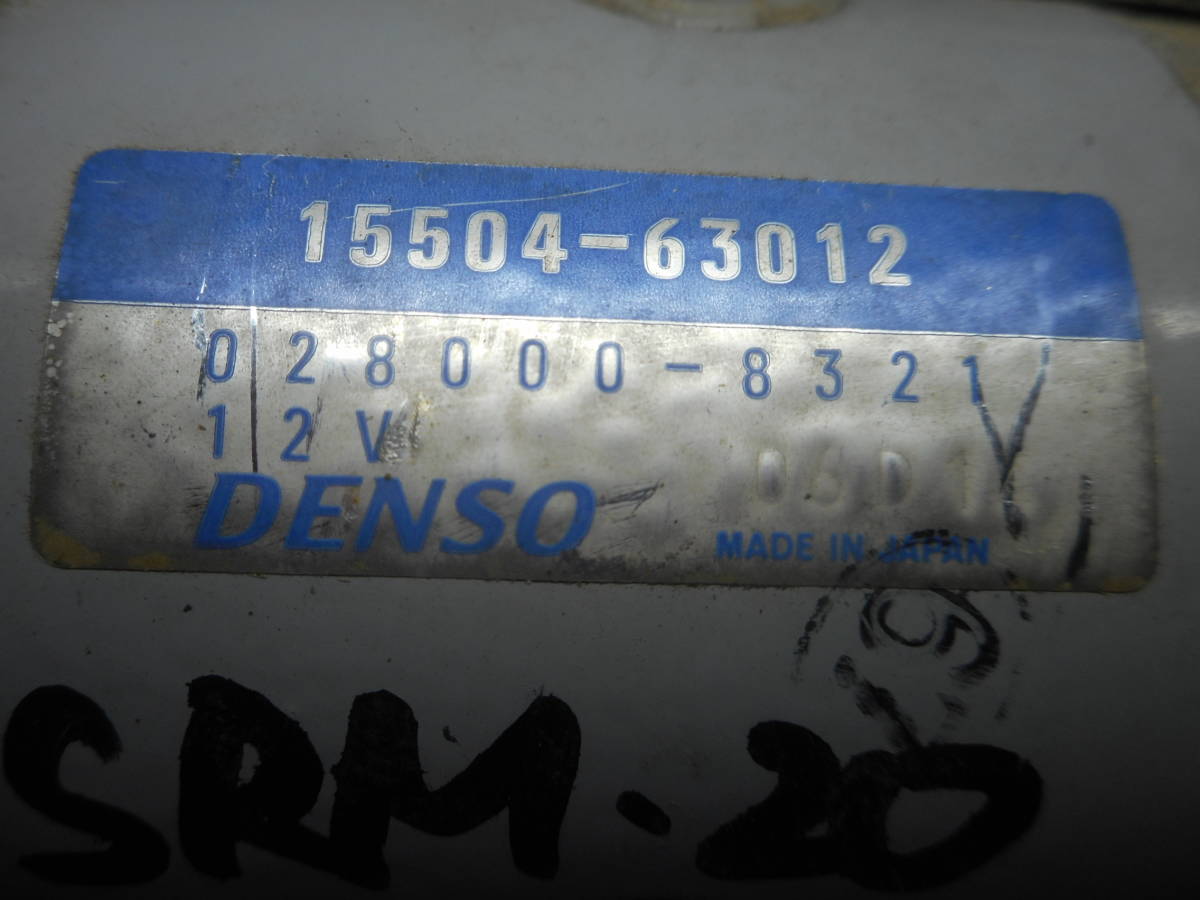 15504-63012
028000-8321
12V
DENSO
MADE IN JAPAN
SRM-20